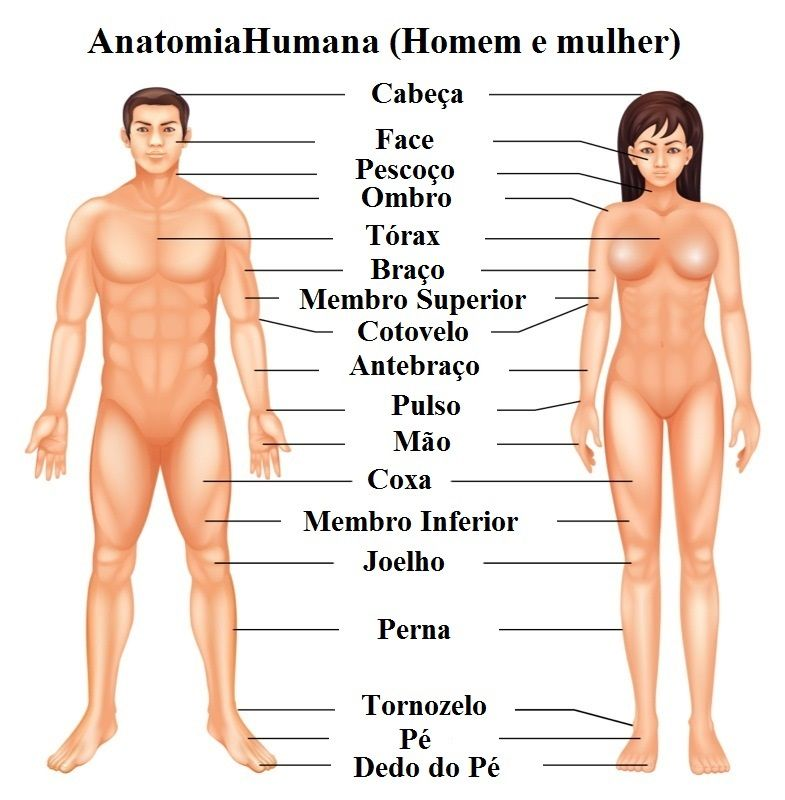 AnatomiaHumana (Homem e mulher)
Cabeça
Face
Pescoço
Ombro
Tórax
Braço
Membro Superior
Cotovelo
Antebraço
Pulso
Mão
Coxa
Membro Inferior
Joelho
Perna
Tornozelo
Pé
Dedo do Pé